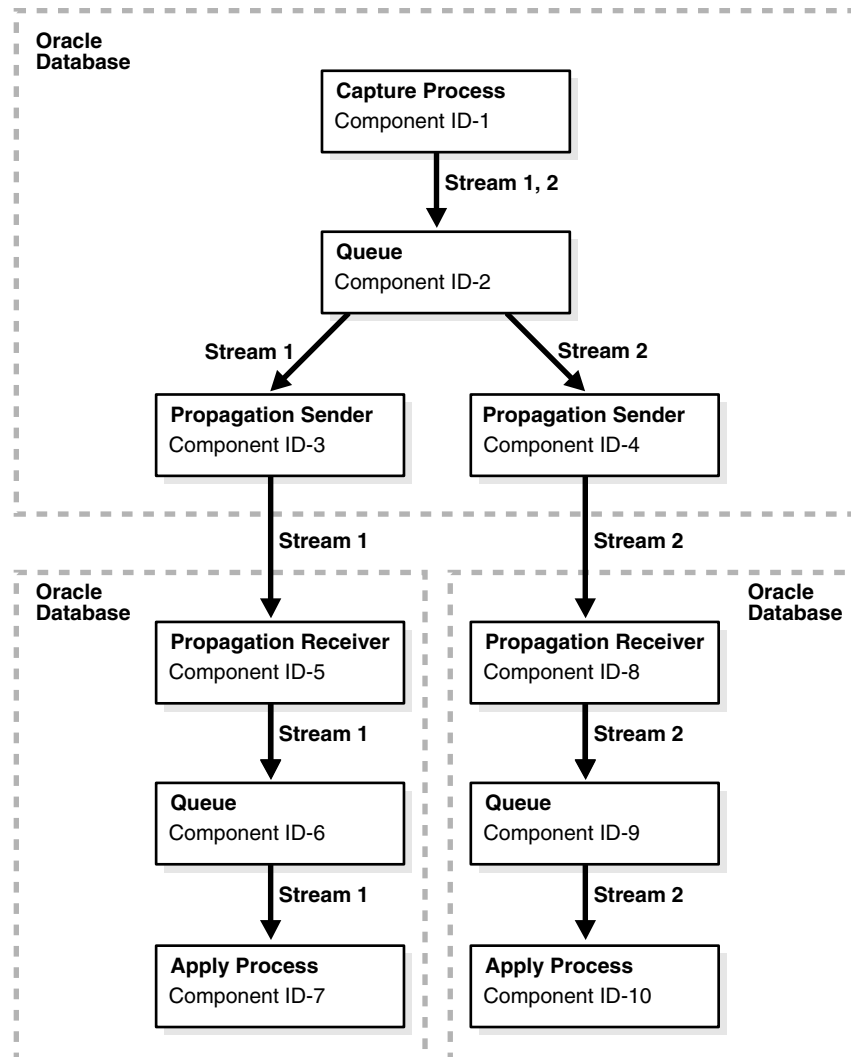 Oracle
Database
Capture Process
Component ID-1
Stream 1, 2
Queue
Component ID-2
Stream 1
Stream 2
Propagation Sender
Component ID-3
Propagation Sender
Component ID-4
Stream 1
Stream 2
Oracle
Database
Oracle
Database
Propagation Receiver
Component ID-5
Propagation Receiver
Component ID-8
Stream 1
Stream 2
Queue
Component ID-6
Queue
Component ID-9
Stream 1
Stream 2
Apply Process
Component ID-7
Apply Process
Component ID-10